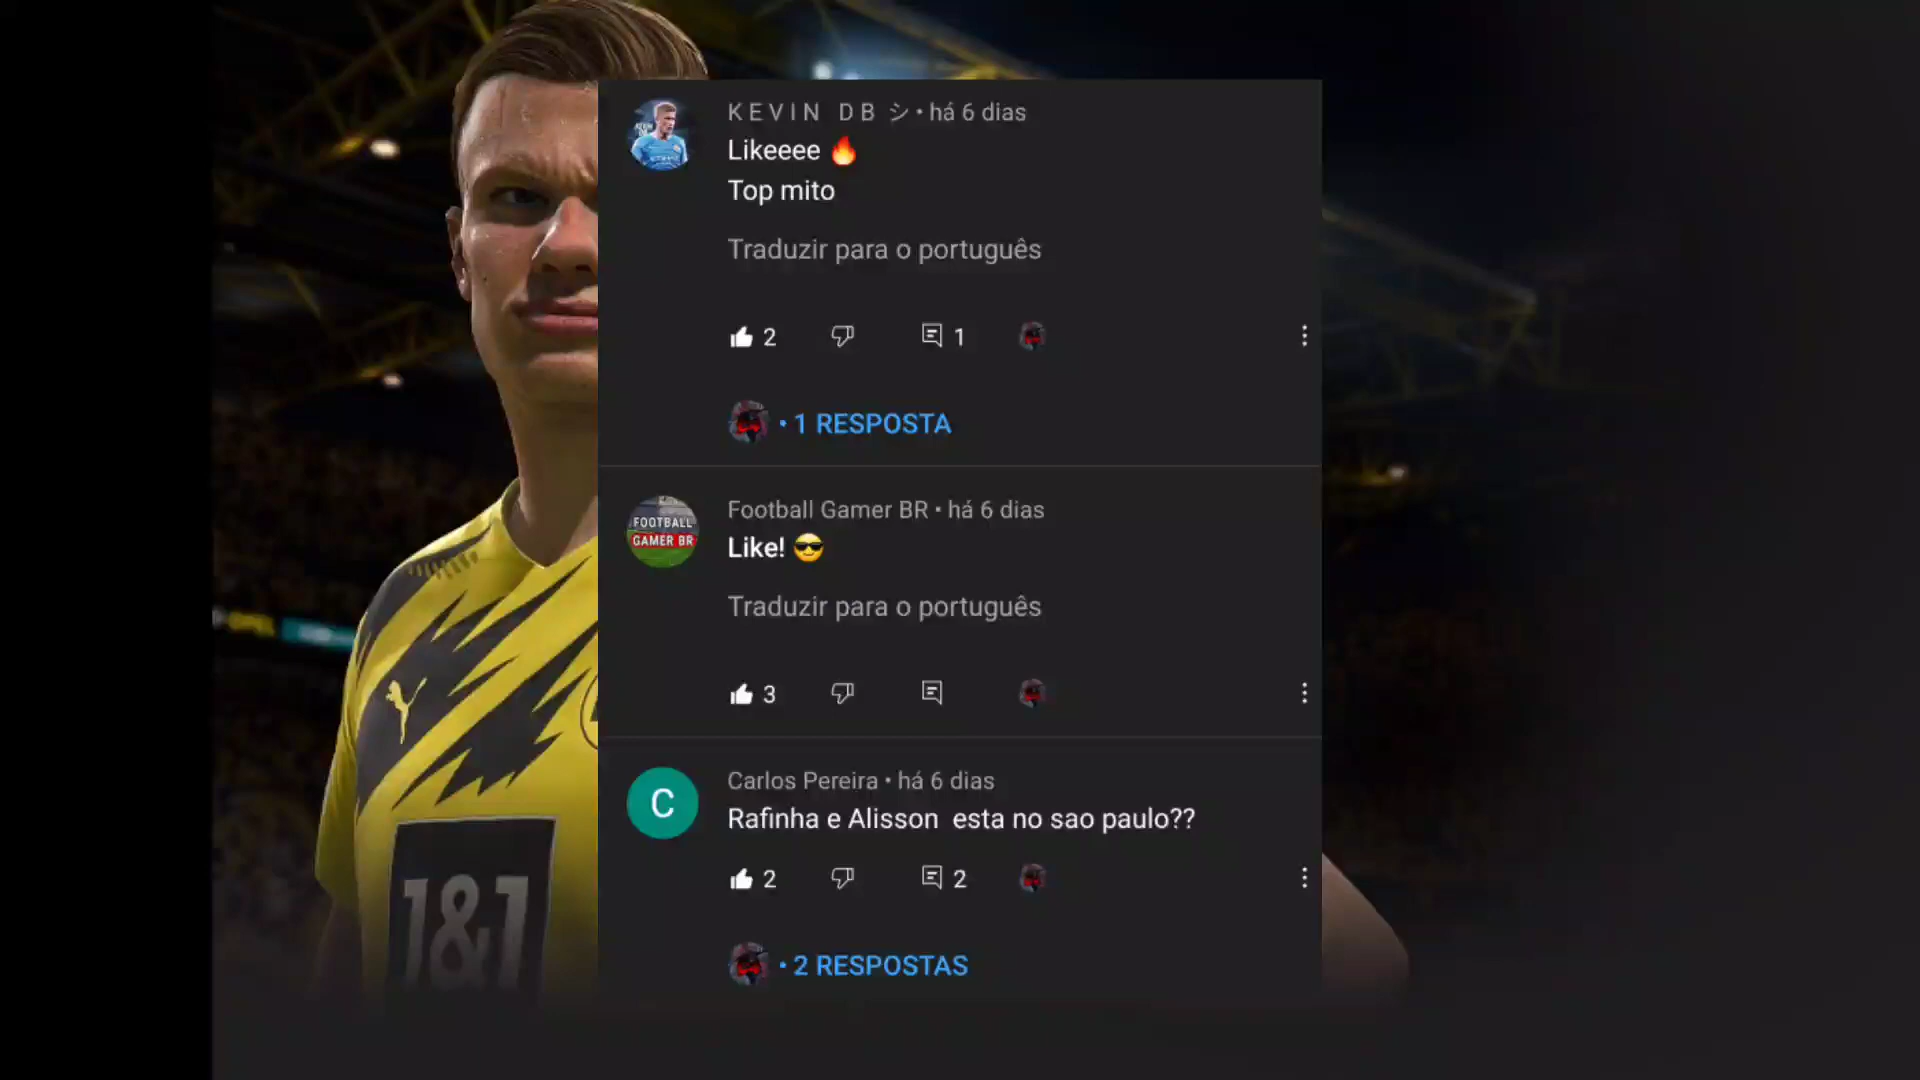 K E V I N D B シ • há 6 dias
Likeeee 🔥
Top mito
Traduzir para o português
2 1
• 1 RESPOSTA
FOOTBALL
GAMER BR
Football Gamer BR • há 6 dias
Like! 😎
Traduzir para o português
3
C
Carlos Pereira • há 6 dias
Rafinha e Alisson esta no sao paulo??
2 2
• 2 RESPOSTAS
OPEL
1&1